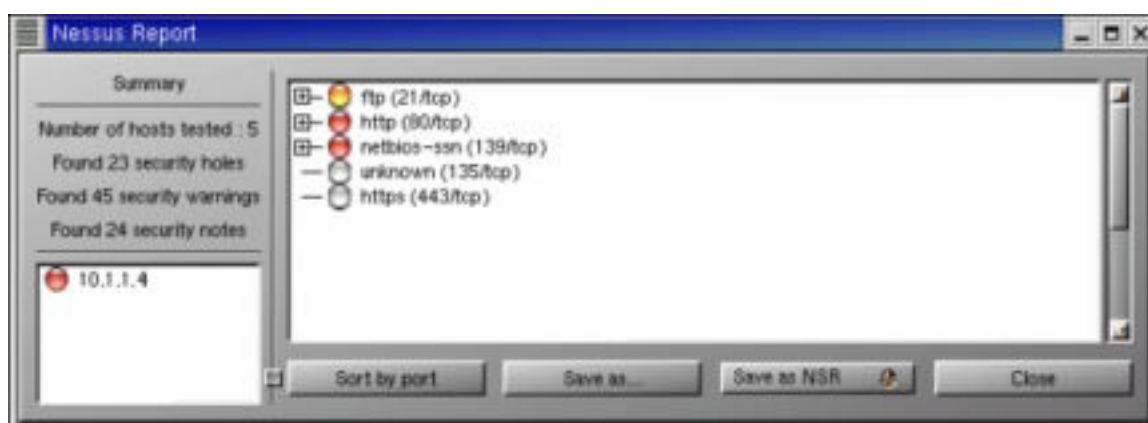 Nessus Report
Summary
Number of hosts tested : 5
Found 23 security holes
Found 45 security warnings
Found 24 security notes
10.1.1.4
ftp (21/tcp)
http (80/tcp)
netbios-ssn (139/tcp)
unknown (135/tcp)
https (443/tcp)
Sort by port
Save as...
Save as NSR
Close